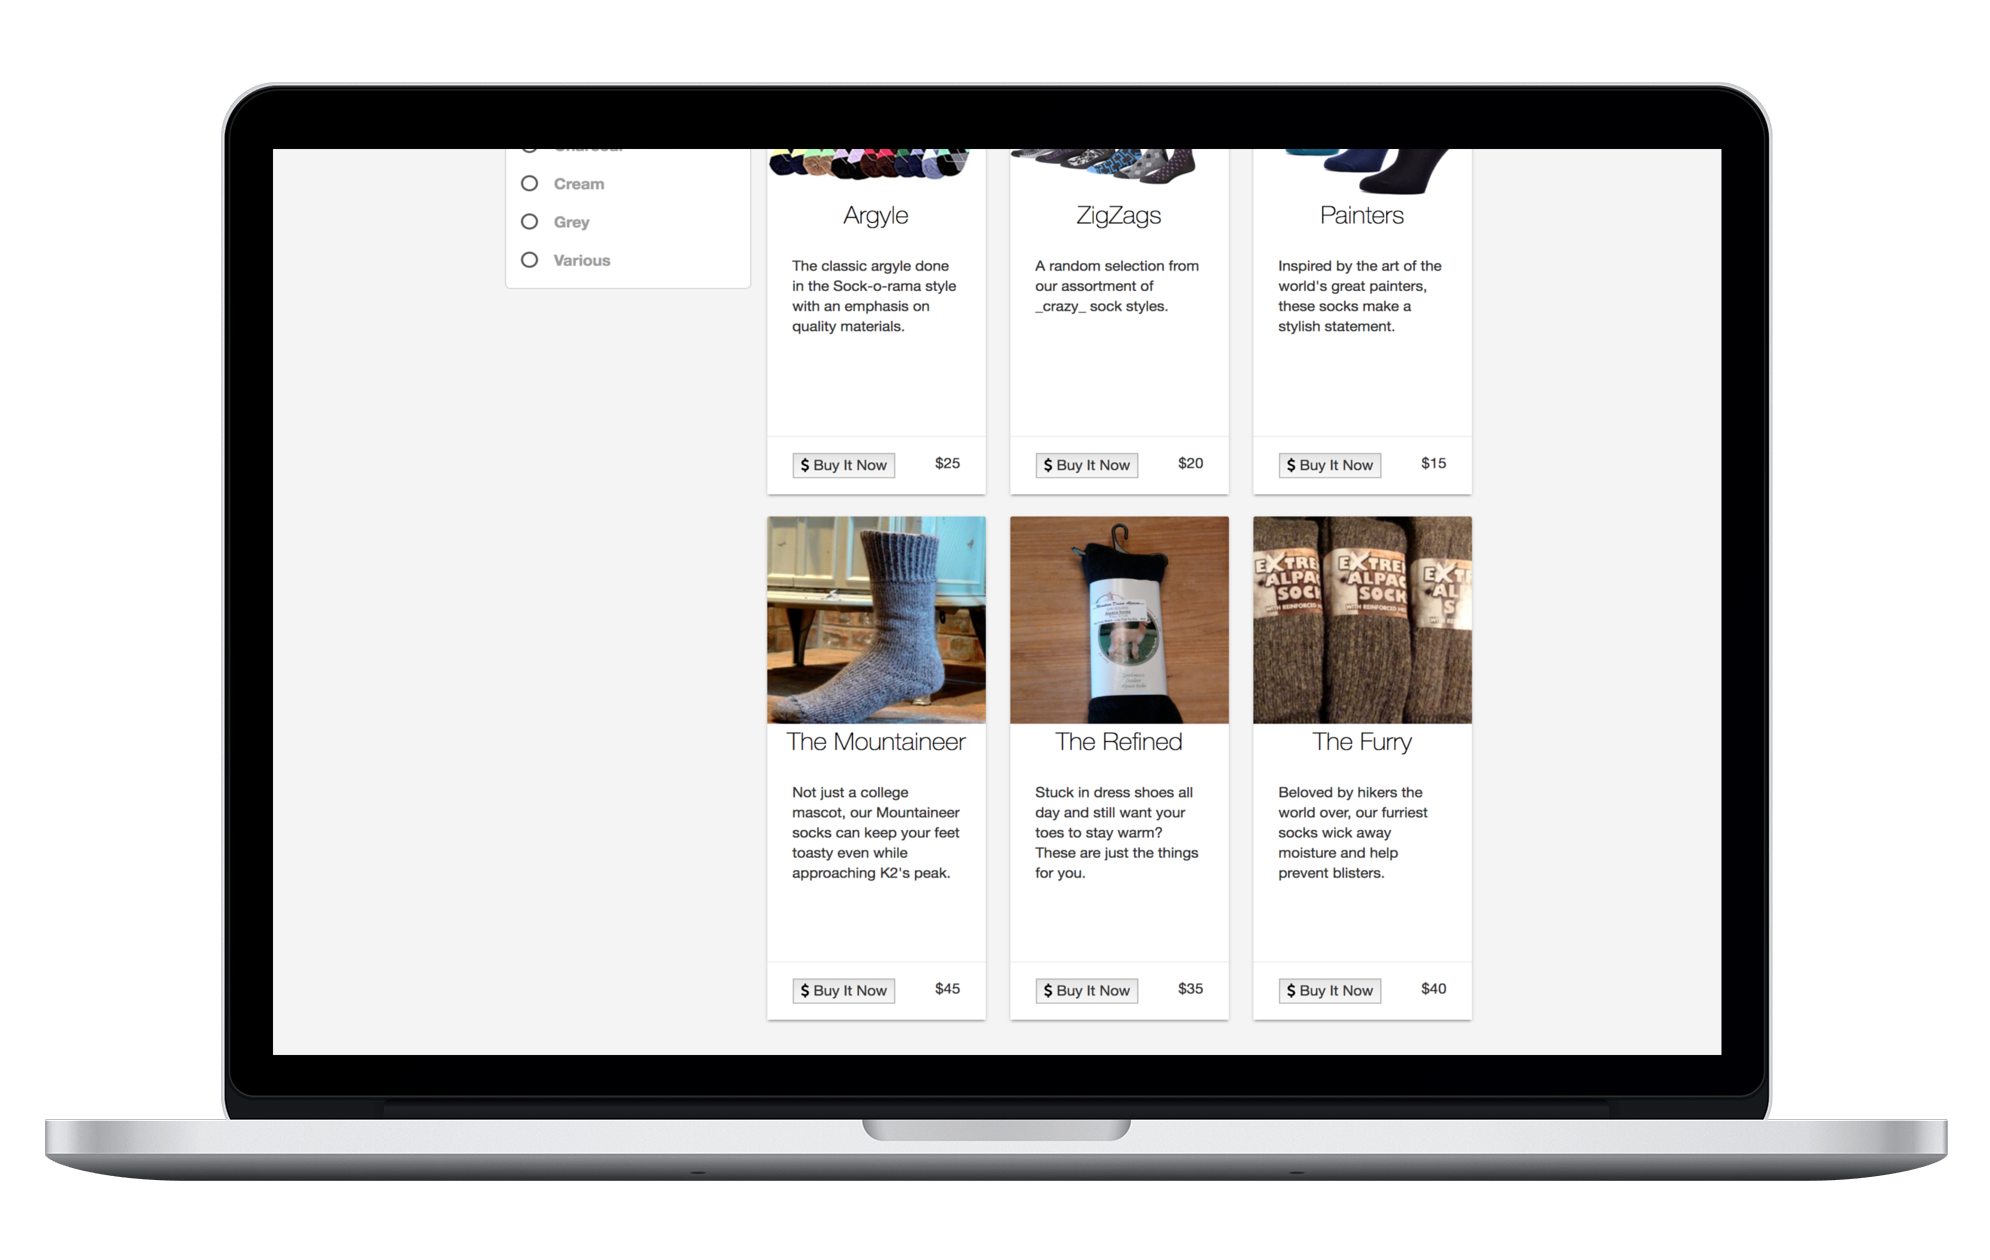 Charcoal
Cream
Grey
Various
Argyle
The classic argyle done
in the Sock-o-rama style
with an emphasis on
quality materials.
$ Buy It Now
$25
ZigZags
A random selection from
our assortment of
_crazy_ sock styles.
$ Buy It Now
$20
Painters
Inspired by the art of the
world's great painters,
these socks make a
stylish statement.
$ Buy It Now
$15
The Mountaineer
Not just a college
mascot, our Mountaineer
socks can keep your feet
toasty even while
approaching K2's peak.
$ Buy It Now
$45
The Refined
Stuck in dress shoes all
day and still want your
toes to stay warm?
These are just the things
for you.
$ Buy It Now
$35
EXTRE
ALPAC
SOCK
WITH REINFORCED
EXTRE
ALPAC
SOCK
WITH REINFORCED
EXTR
AL
S
The Furry
Beloved by hikers the
world over, our furriest
socks wick away
moisture and help
prevent blisters.
$ Buy It Now
$40